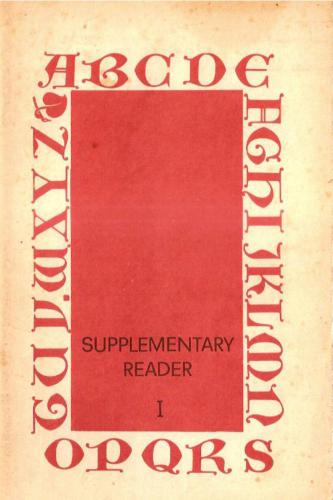 ABCDE
FGHIJKLMN
OPQRS
TUVWXYZ&
SUPPLEMENTARY
READER
I